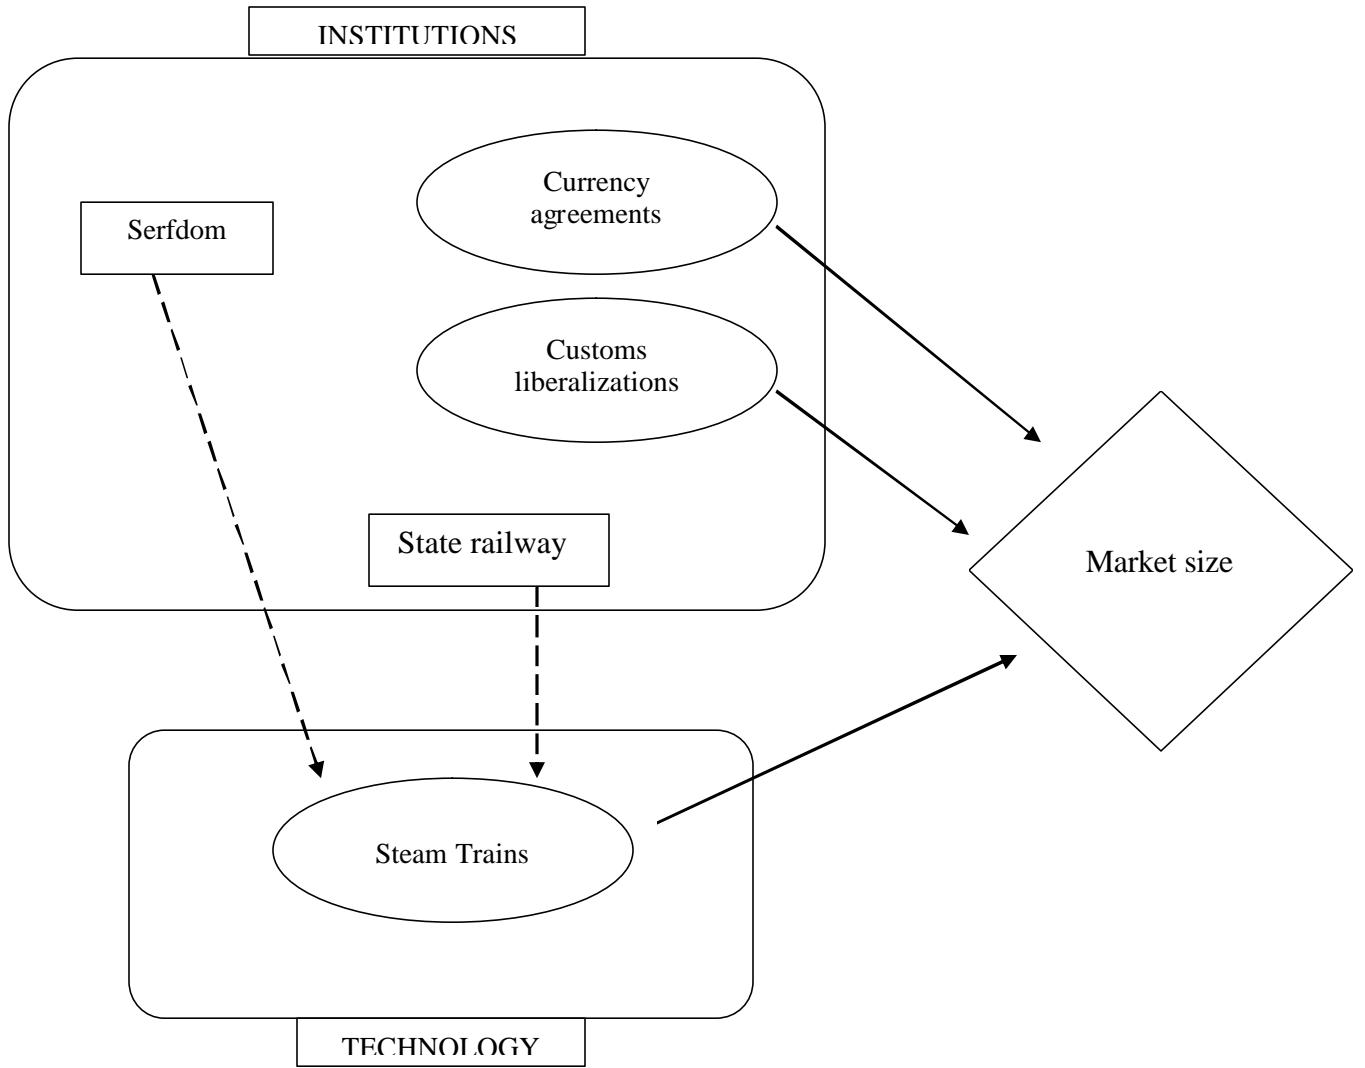 INSTITUTIONS
Currency
agreements
Serfdom
Customs
liberalizations
State railway
Market size
Steam Trains
TECHNOLOGY